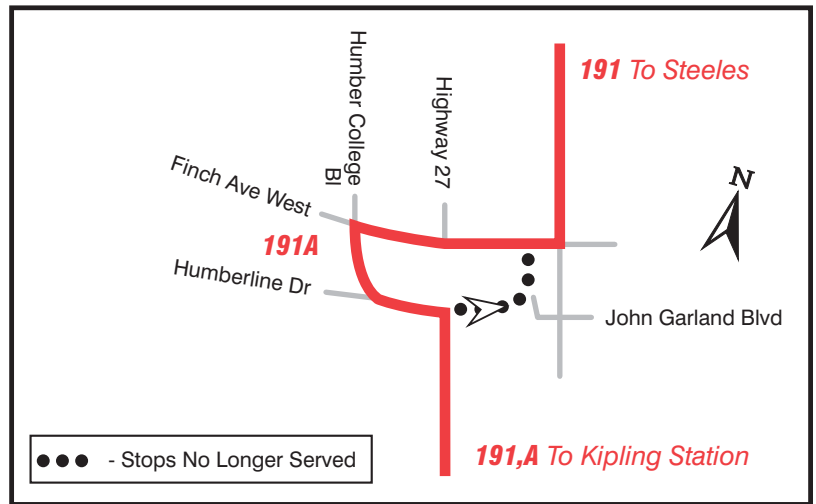 191 To Steeles
Humber College
Bl
Highway 27
N
Finch Ave West
191A
Humberline Dr
John Garland Blvd
- Stops No Longer Served
191,A To Kipling Station